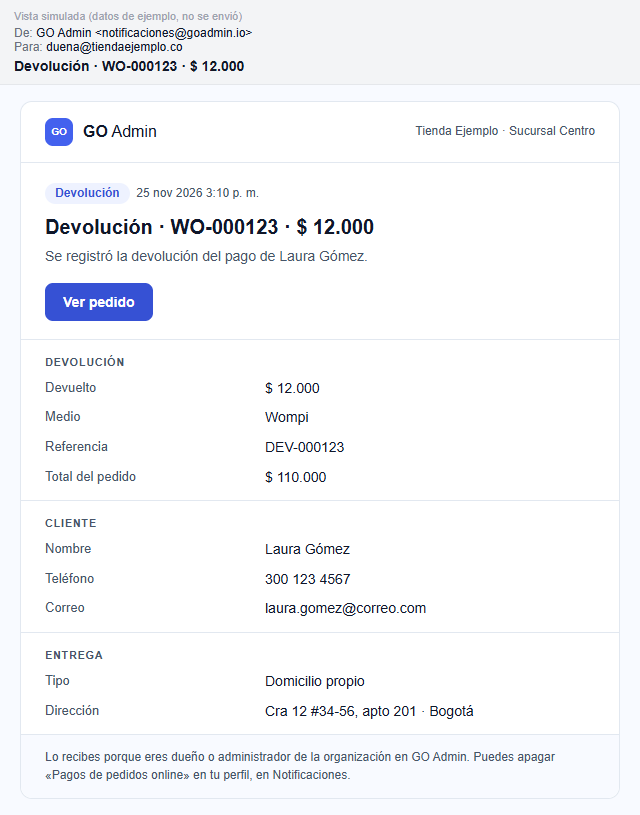 Vista simulada (datos de ejemplo, no se envió)
De: GO Admin <notificaciones@goadmin.io>
Para: duena@tiendaejemplo.co
Devolución · WO-000123 · $ 12.000
GO GO Admin Tienda Ejemplo · Sucursal Centro
Devolución 25 nov 2026 3:10 p. m.
Devolución · WO-000123 · $ 12.000
Se registró la devolución del pago de Laura Gómez.
Ver pedido
DEVOLUCIÓN
Devuelto $ 12.000
Medio Wompi
Referencia DEV-000123
Total del pedido $ 110.000
CLIENTE
Nombre Laura Gómez
Teléfono 300 123 4567
Correo laura.gomez@correo.com
ENTREGA
Tipo Domicilio propio
Dirección Cra 12 #34-56, apto 201 · Bogotá
Lo recibes porque eres dueño o administrador de la organización en GO Admin. Puedes apagar
«Pagos de pedidos online» en tu perfil, en Notificaciones.